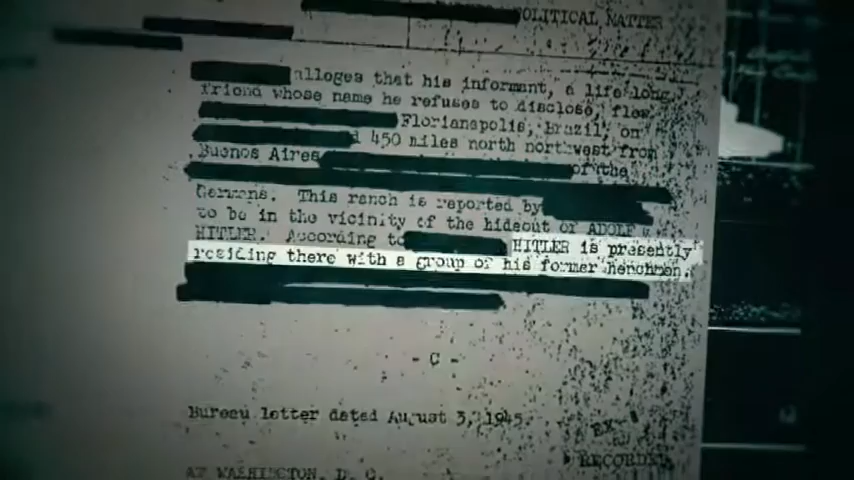 POLITICAL MATTER
alleges that his informant, a life long
friend whose name he refuses to disclose, flew
Florianapolis, Brazil, on
450 miles north northwest from
Buenos Aires of the
Germans. This ranch is reported by
to be in the vicinity of the hideout of ADOLF
HITLER. According to HITLER is presently
residing there with a group of his former henchmen.
- C -
Bureau letter dated August 3, 1945.
AT WASHINGTON, D. C.
RECORDED